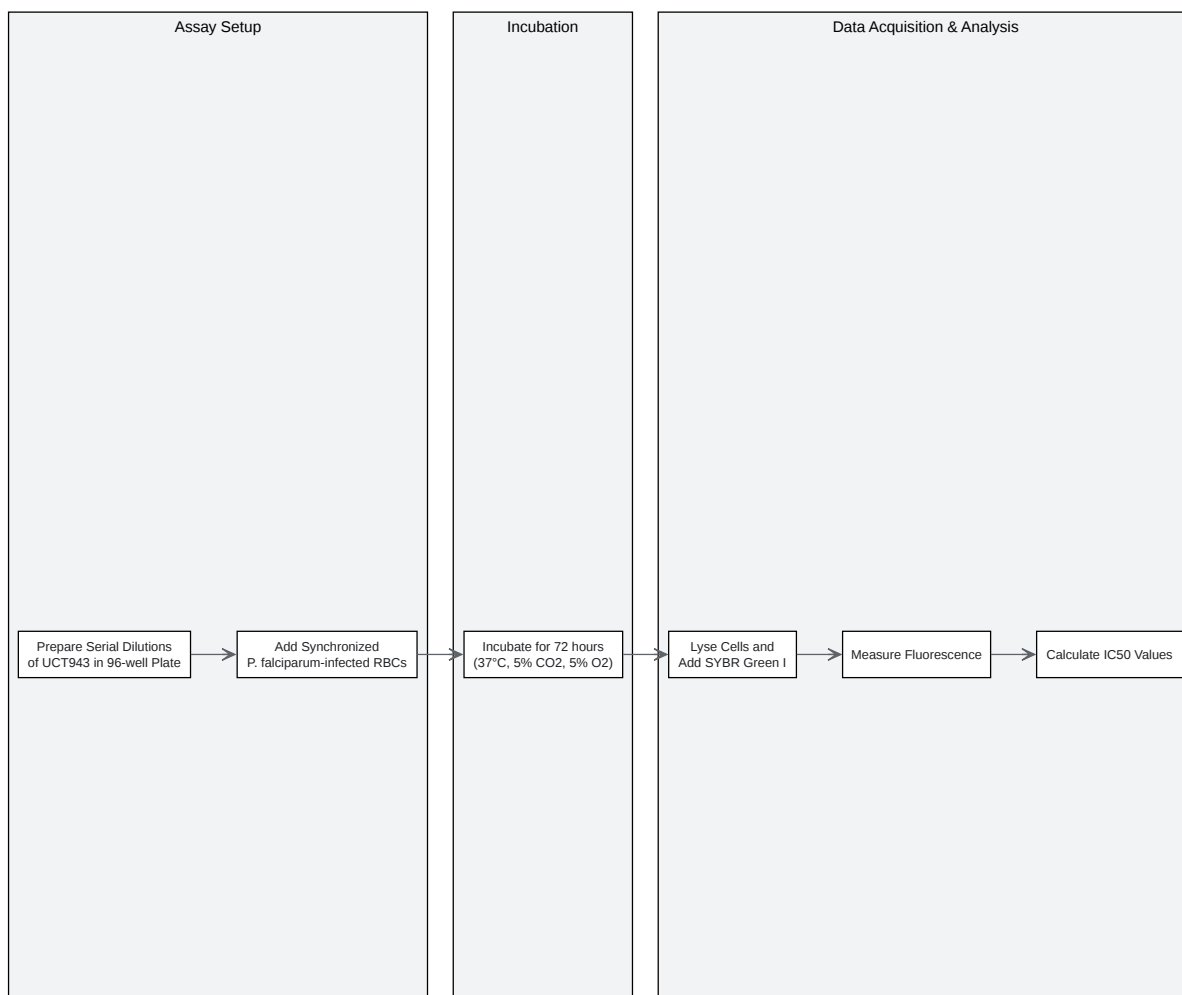 Assay Setup
Incubation
Data Acquisition & Analysis
Prepare Serial Dilutions
of UCT943 in 96-well Plate
Add Synchronized
P. falciparum-infected RBCs
Incubate for 72 hours
(37°C, 5% CO2, 5% O2)
Lyse Cells and
Add SYBR Green I
Measure Fluorescence
Calculate IC50 Values